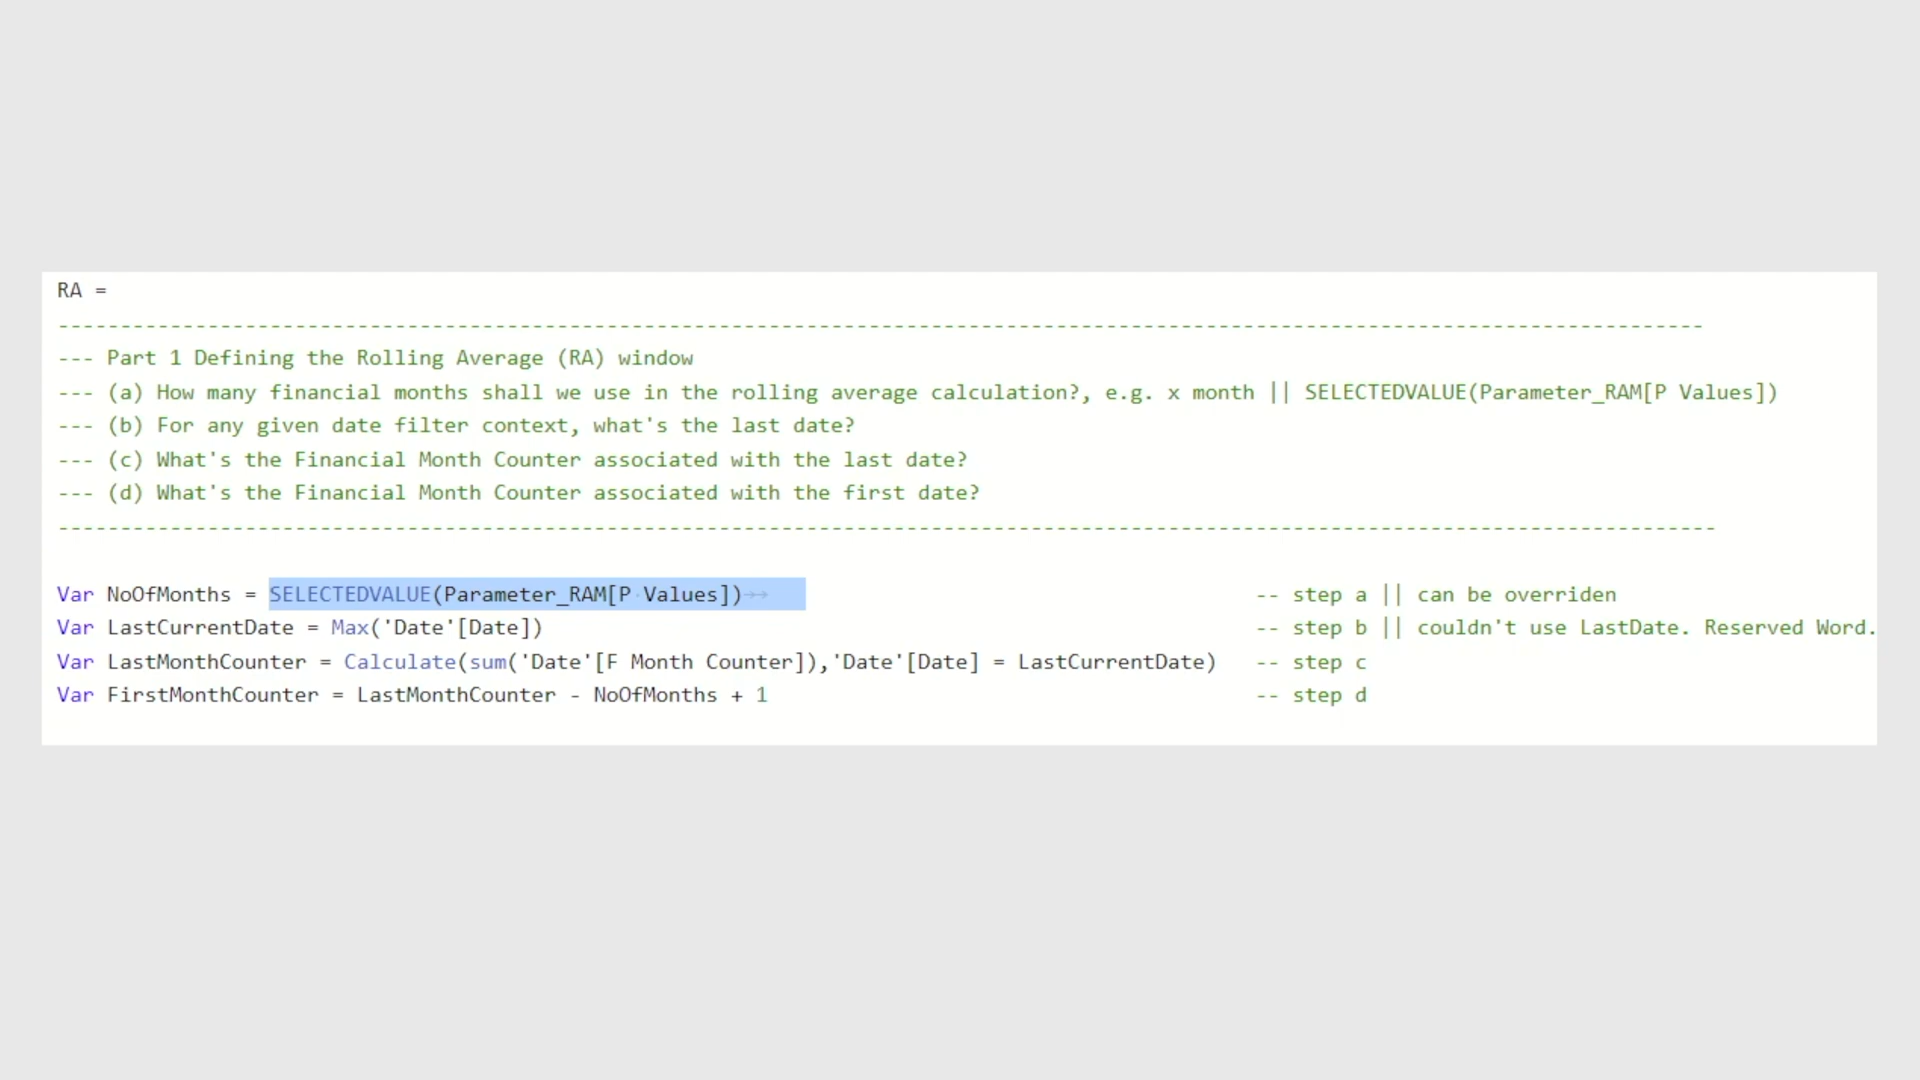 RA =
------------------------------------------------------------------------------------------------------------------------------------
--- Part 1 Defining the Rolling Average (RA) window
--- (a) How many financial months shall we use in the rolling average calculation?, e.g. x month || SELECTEDVALUE(Parameter_RAM[P Values])
--- (b) For any given date filter context, what's the last date?
--- (c) What's the Financial Month Counter associated with the last date?
--- (d) What's the Financial Month Counter associated with the first date?
-------------------------------------------------------------------------------------------------------------------------------------
Var NoOfMonths = SELECTEDVALUE(Parameter_RAM[P Values]) -- step a || can be overriden
Var LastCurrentDate = Max('Date'[Date]) -- step b || couldn't use LastDate. Reserved Word.
Var LastMonthCounter = Calculate(sum('Date'[F Month Counter]),'Date'[Date] = LastCurrentDate) -- step c
Var FirstMonthCounter = LastMonthCounter - NoOfMonths + 1 -- step d